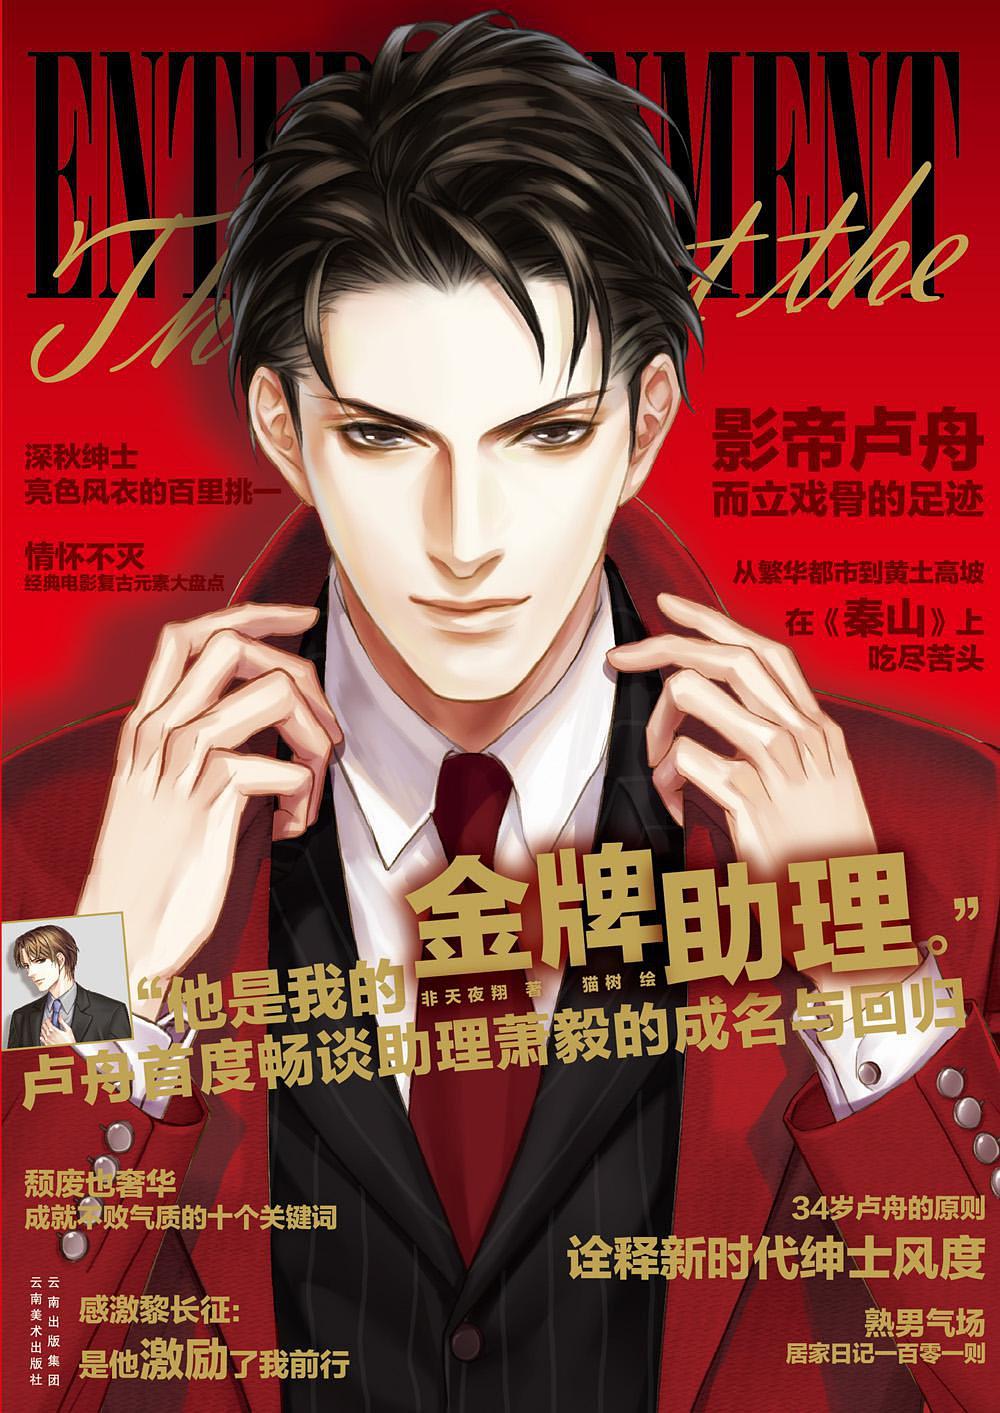 ENTERTAINMENT
the
深秋绅士
亮色风衣的百里挑一
情怀不灭
经典电影复古元素大盘点
影帝卢舟
而立戏骨的足迹
从繁华都市到黄土高坡
在《秦山》上
吃尽苦头
“他是我的金牌助理。”
非天夜翔 著 猫树 绘
卢舟首度畅谈助理萧毅的成名与回归
颓废也奢华
成就不败气质的十个关键词
34岁卢舟的原则
诠释新时代绅士风度
感激黎长征:
是他激励了我前行
熟男气场
居家日记一百零一则
云南出版集团
云南美术出版社